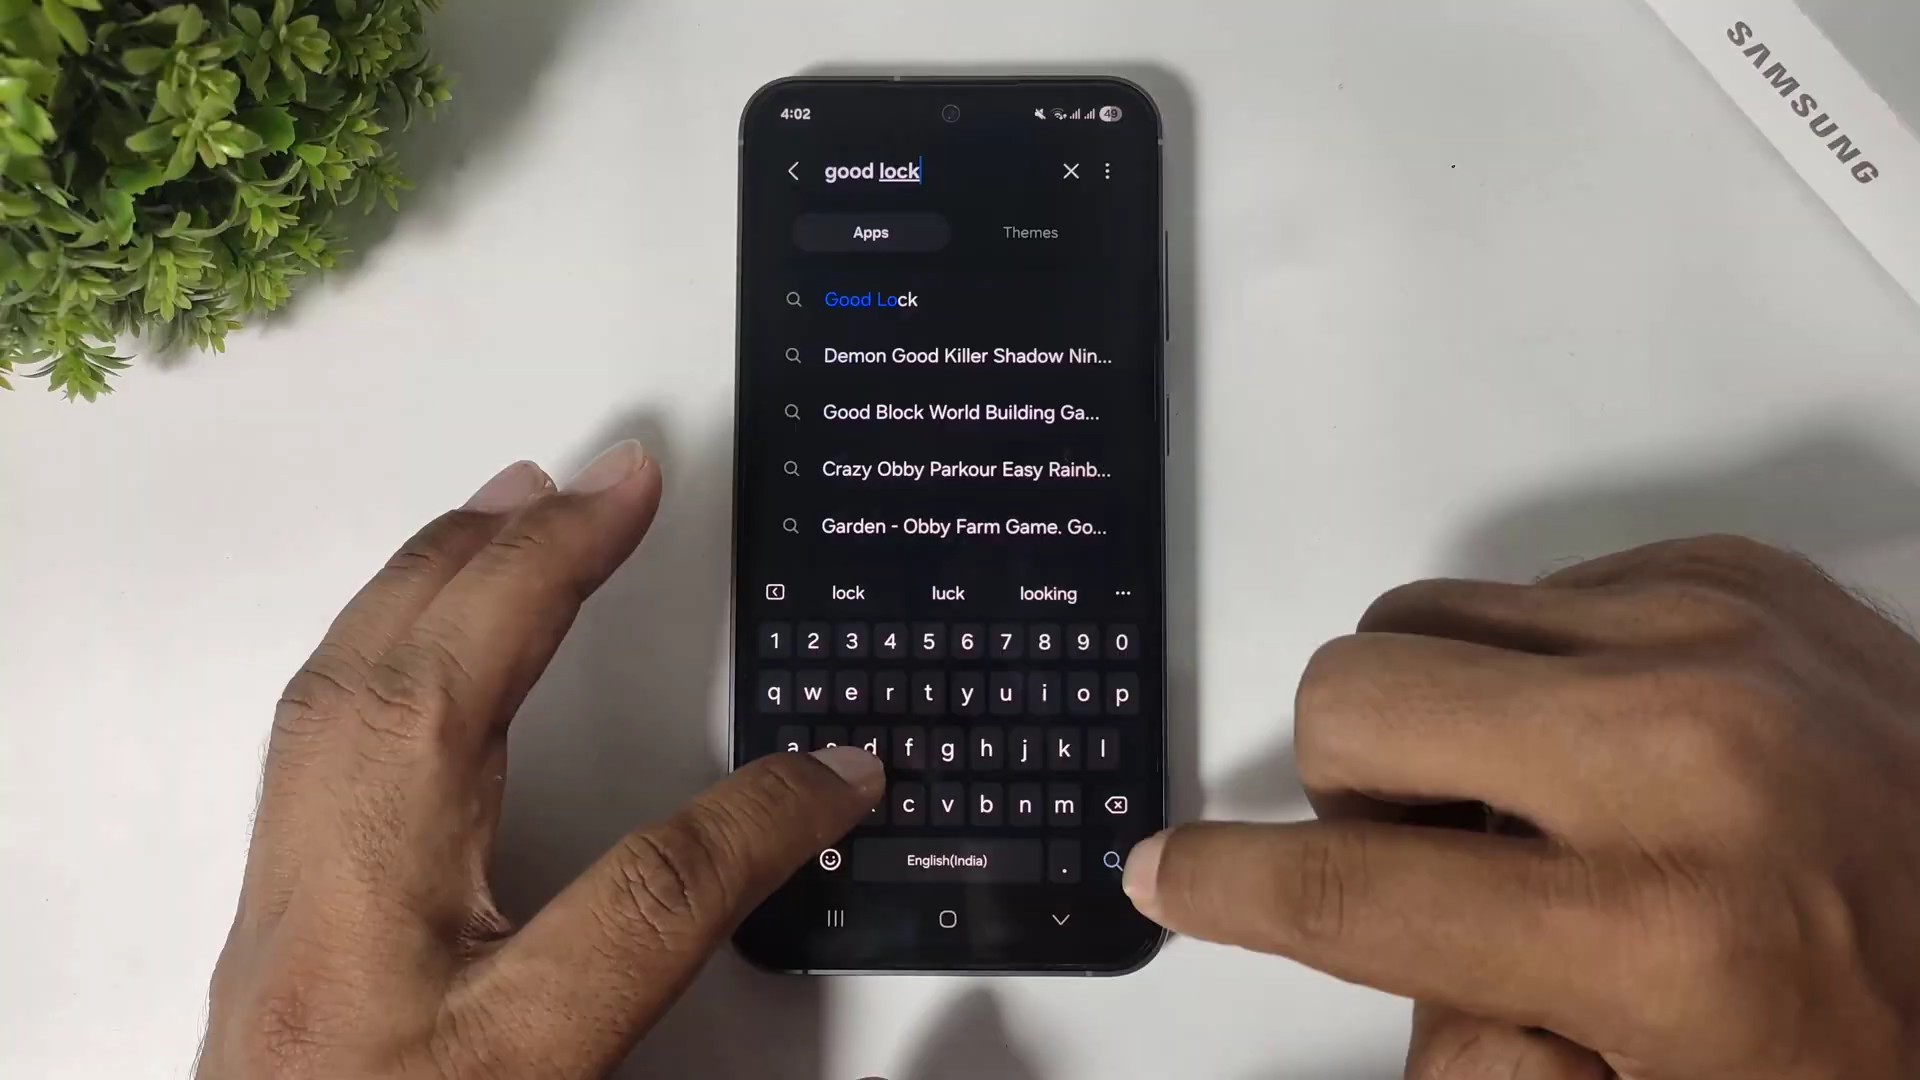 SAMSUNG
4:02
49
good lock
Apps Themes
Good Lock
Demon Good Killer Shadow Nin...
Good Block World Building Ga...
Crazy Obby Parkour Easy Rainb...
Garden - Obby Farm Game. Go...
lock luck looking ...
1 2 3 4 5 6 7 8 9 0
q w e r t y u i o p
a s d f g h j k l
c v b n m
English(India) .